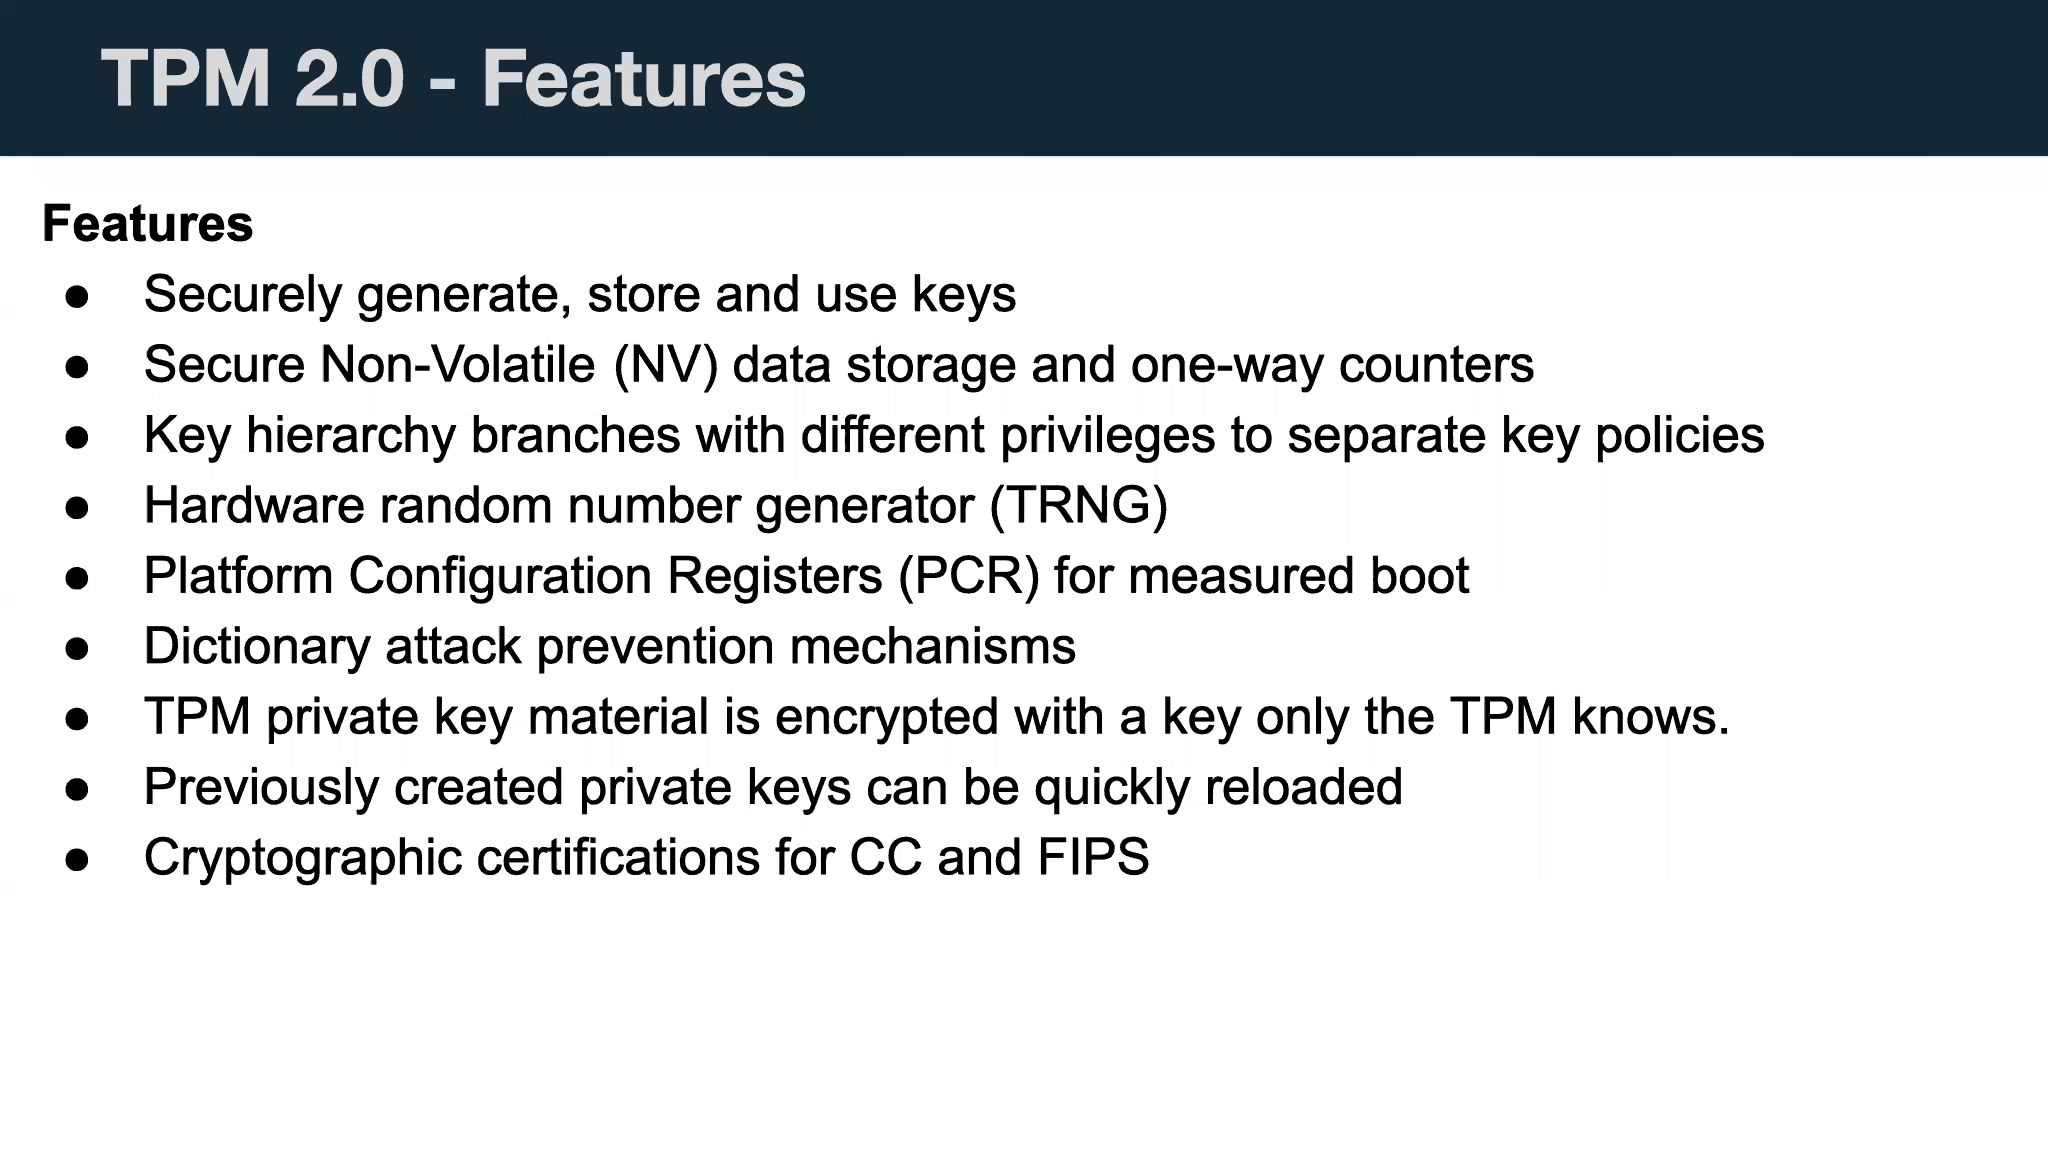 TPM 2.0 - Features
Features
● Securely generate, store and use keys
● Secure Non-Volatile (NV) data storage and one-way counters
● Key hierarchy branches with different privileges to separate key policies
● Hardware random number generator (TRNG)
● Platform Configuration Registers (PCR) for measured boot
● Dictionary attack prevention mechanisms
● TPM private key material is encrypted with a key only the TPM knows.
● Previously created private keys can be quickly reloaded
● Cryptographic certifications for CC and FIPS